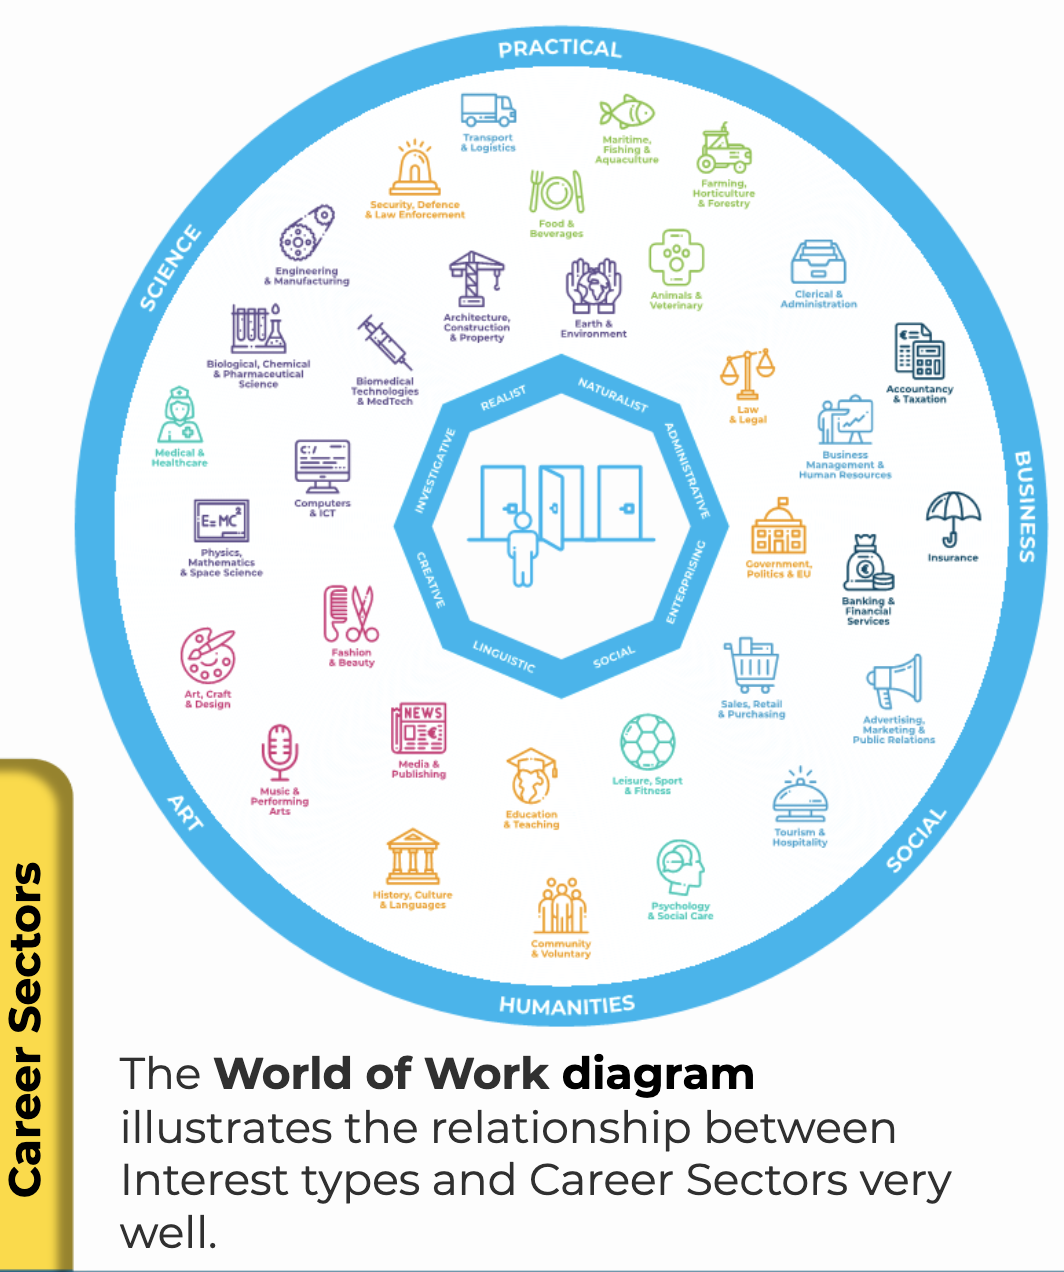 PRACTICAL
Transport
& Logistics
Maritime,
Fishing &
Aquaculture
Farming,
Horticulture
& Forestry
Security, Defence
& Law Enforcement
Food &
Beverages
Engineering
& Manufacturing
Architecture,
Construction
& Property
Earth &
Environment
Animals &
Veterinary
Clerical &
Administration
SCIENCE
Biological, Chemical
& Pharmaceutical
Science
Biomedical
Technologies
& MedTech
Law
& Legal
Accountancy
& Taxation
Medical &
Healthcare
C:/
Computers
& ICT
Business
Management &
Human Resources
REALIST
NATURALIST
ADMINISTRATIVE
ENTERPRISING
SOCIAL
LINGUISTIC
CREATIVE
INVESTIGATIVE
BUSINESS
E=MC²
Physics,
Mathematics
& Space Science
Government,
Politics & EU
Insurance
€
Banking &
Financial
Services
Fashion
& Beauty
Art, Craft
& Design
Sales, Retail
& Purchasing
Advertising,
Marketing &
Public Relations
NEWS
€
Media &
Publishing
Music &
Performing
Arts
Education
& Teaching
Leisure, Sport
& Fitness
Tourism &
Hospitality
ART
SOCIAL
History, Culture
& Languages
Community
& Voluntary
Psychology
& Social Care
HUMANITIES
Career Sectors
The World of Work diagram
illustrates the relationship between
Interest types and Career Sectors very
well.